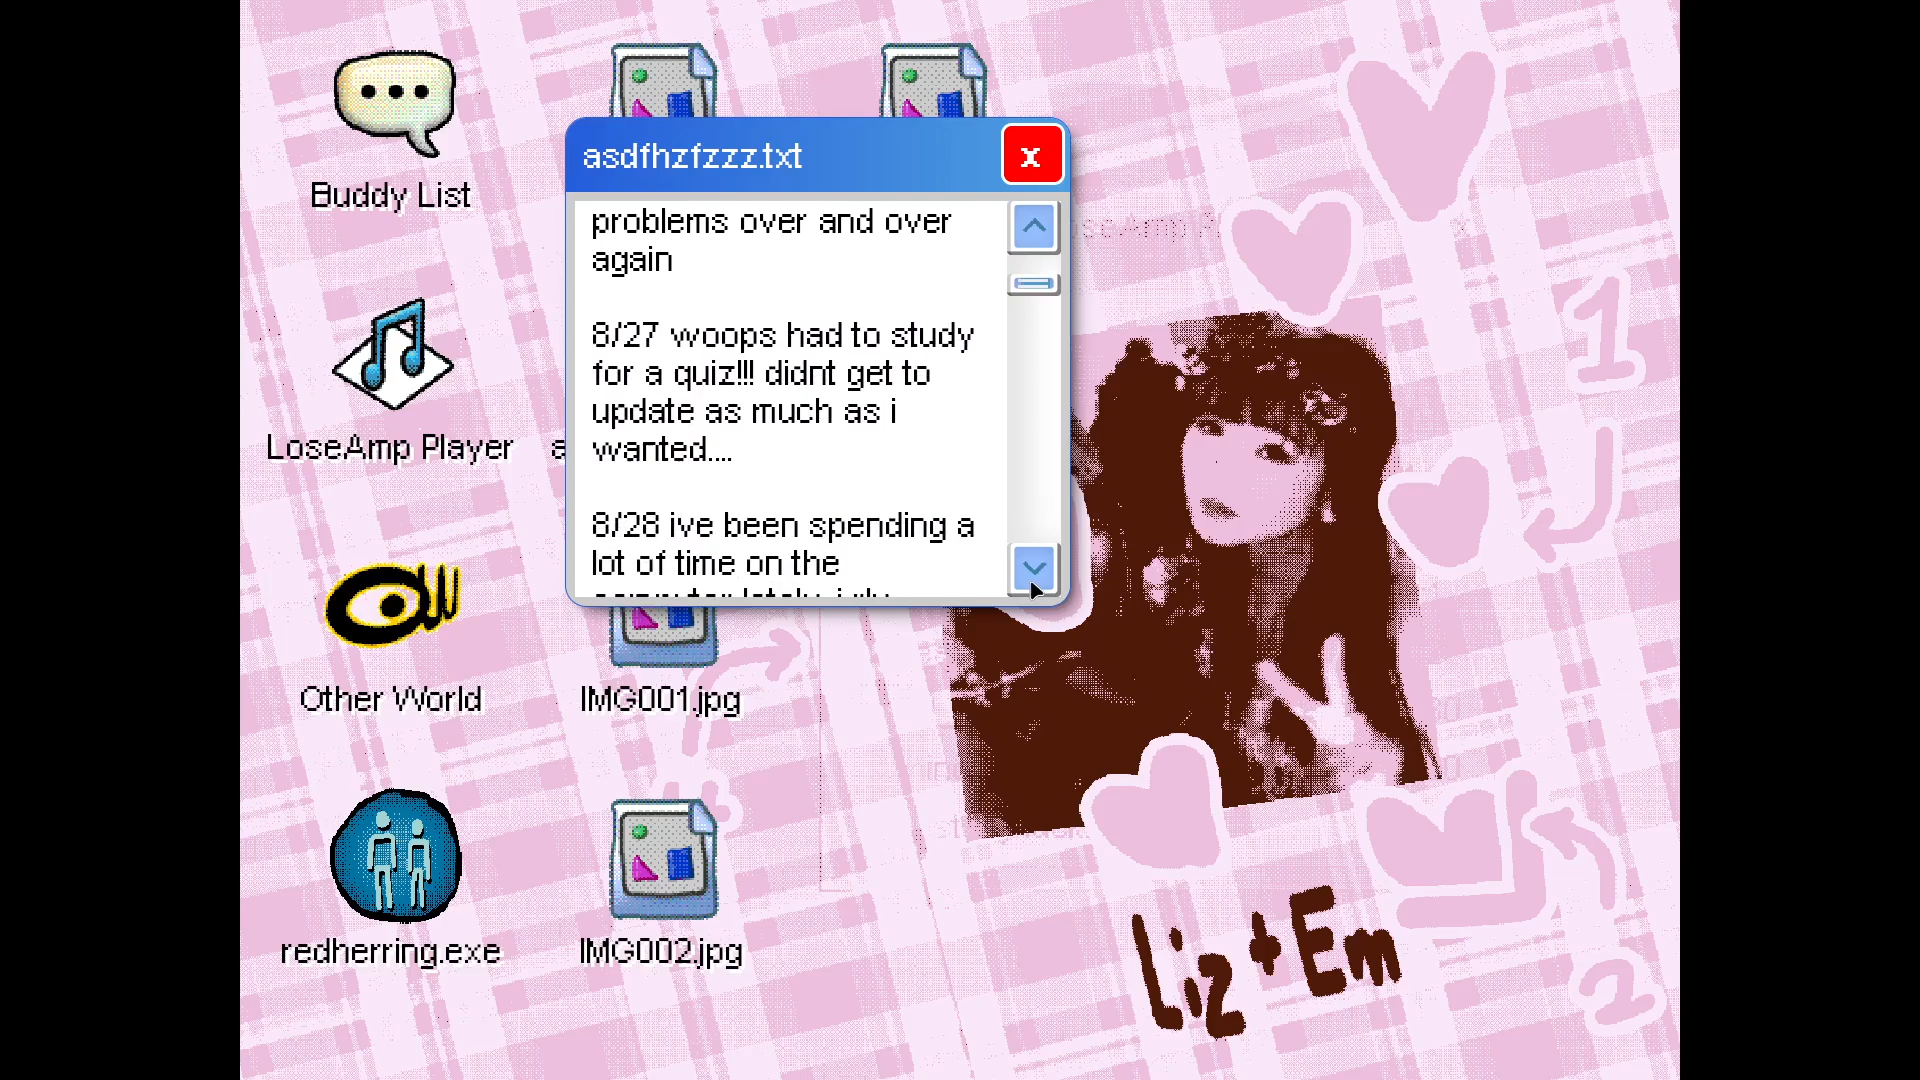 Buddy List
LoseAmp Player
Other World
redherring.exe
asdfhzfzzz.txt
x
problems over and over
again
8/27 woops had to study
for a quiz!!! didnt get to
update as much as i
wanted....
8/28 ive been spending a
lot of time on the
a
IMG001.jpg
IMG002.jpg
1
2
Liz + Em